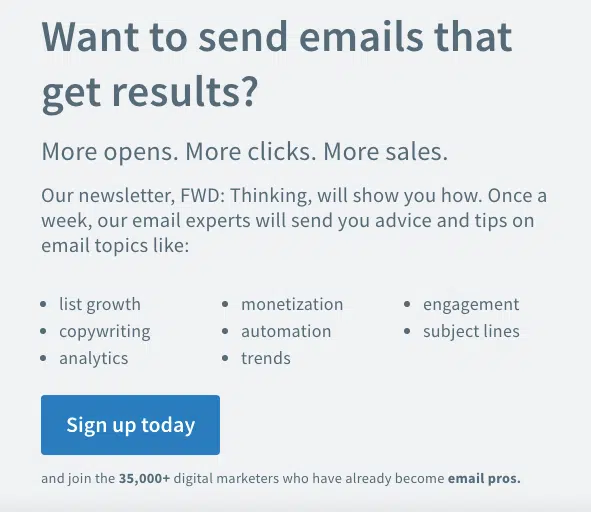 Want to send emails that
get results?
More opens. More clicks. More sales.
Our newsletter, FWD: Thinking, will show you how. Once a
week, our email experts will send you advice and tips on
email topics like:
• list growth
• copywriting
• analytics
• monetization
• automation
• trends
• engagement
• subject lines
Sign up today
and join the 35,000+ digital marketers who have already become email pros.